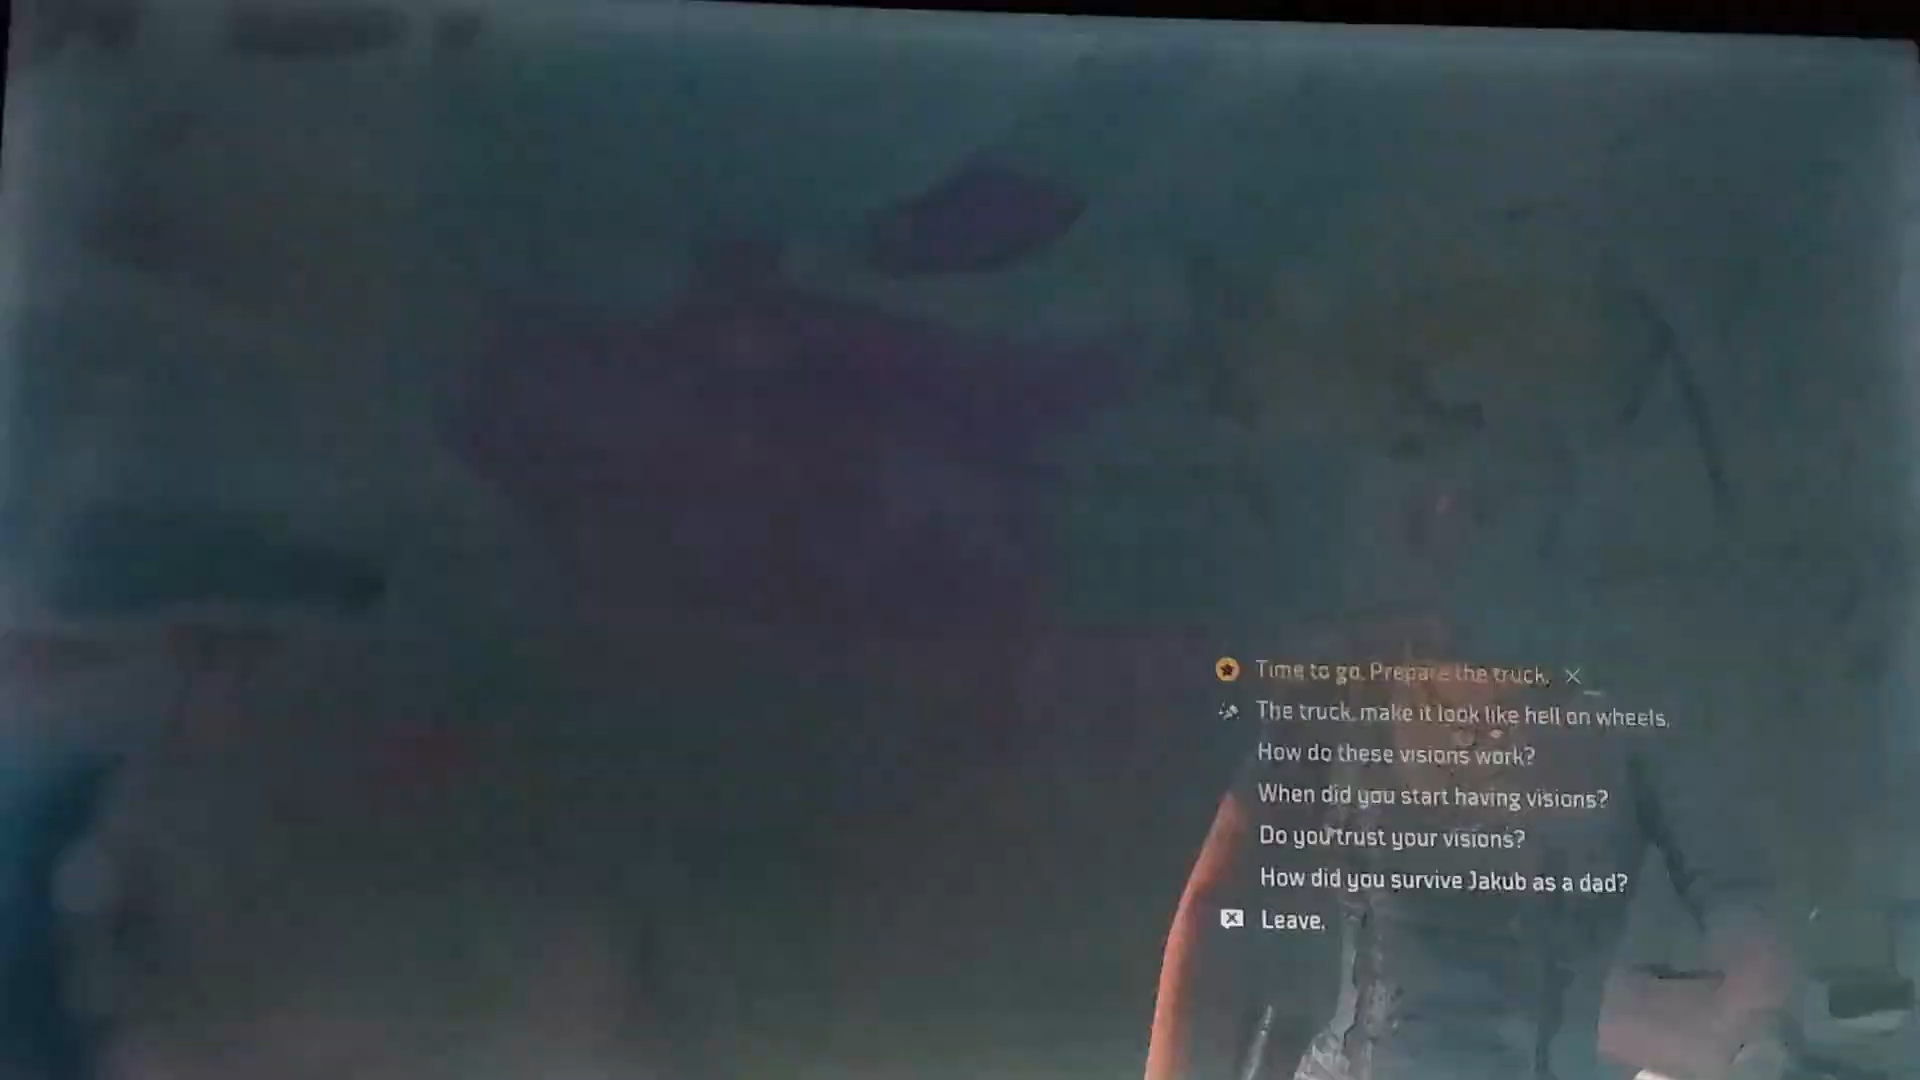 Time to go. Prepare the truck.
The truck, make it look like hell on wheels.
How do these visions work?
When did you start having visions?
Do you trust your visions?
How did you survive Jakub as a dad?
Leave.